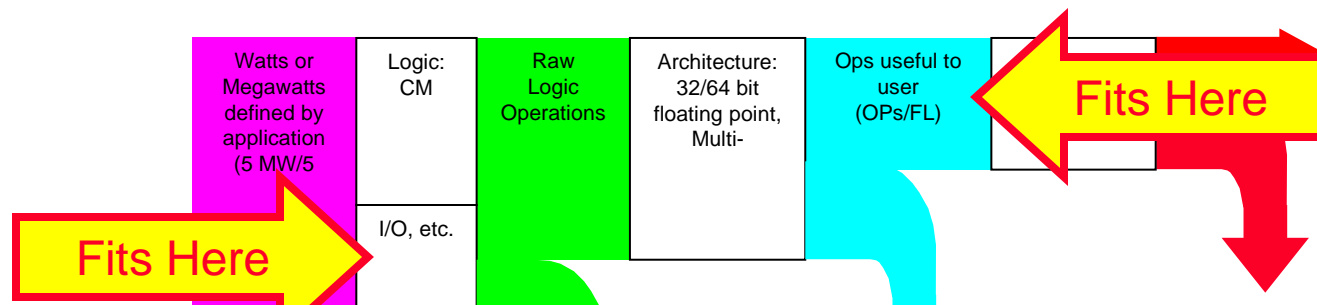 Watts or
Megawatts
defined by
application
(5 MW/5
Logic:
CM
I/O, etc.
Raw
Logic
Operations
Architecture:
32/64 bit
floating point,
Multi-
Ops useful to
user
(OPs/FL)
Fits Here
Fits Here